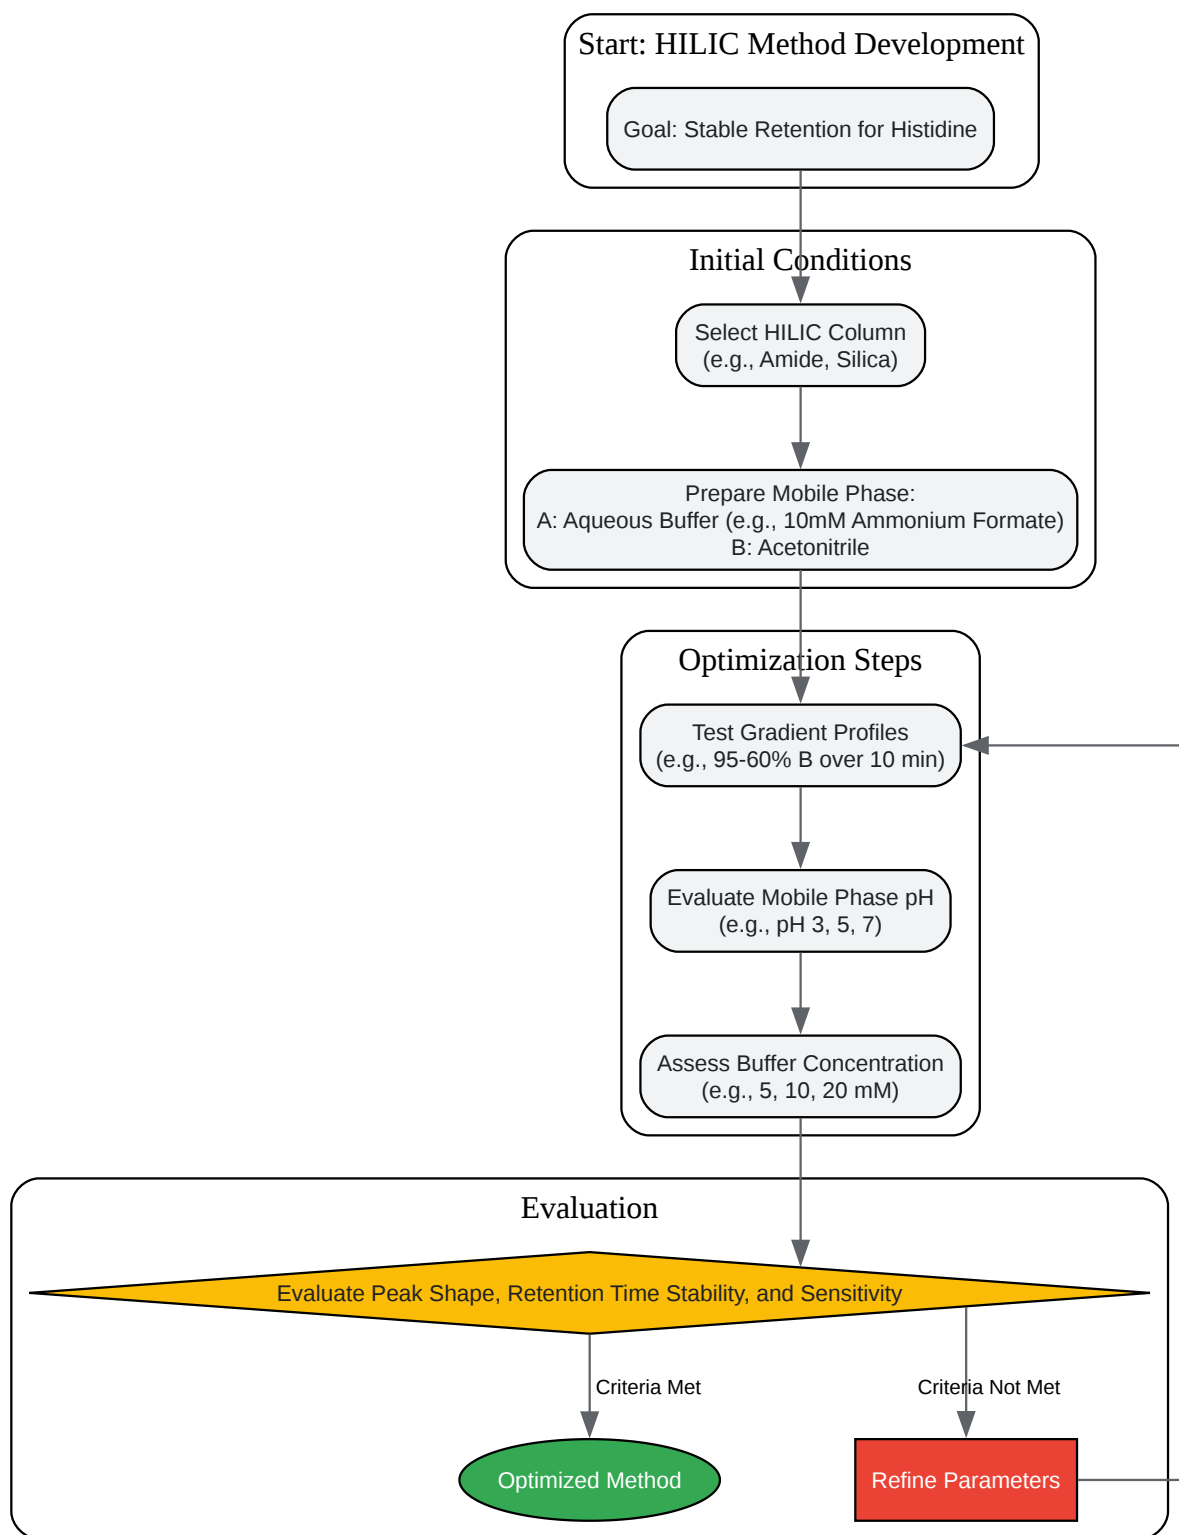 Start: HILIC Method Development
Goal: Stable Retention for Histidine
Initial Conditions
Select HILIC Column
(e.g., Amide, Silica)
Prepare Mobile Phase:
A: Aqueous Buffer (e.g., 10mM Ammonium Formate)
B: Acetonitrile
Optimization Steps
Test Gradient Profiles
(e.g., 95-60% B over 10 min)
Evaluate Mobile Phase pH
(e.g., pH 3, 5, 7)
Assess Buffer Concentration
(e.g., 5, 10, 20 mM)
Evaluation
Evaluate Peak Shape, Retention Time Stability, and Sensitivity
Criteria Met
Criteria Not Met
Optimized Method
Refine Parameters